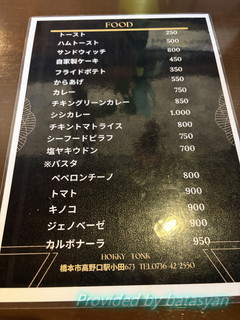 FOOD
トースト 250
ハムトースト 500
サンドウィッチ 600
自家製ケーキ 450
フライドポテト 350
からあげ 550
カレー 750
チキングリーンカレー 850
シシカレー 1.000
チキントマトライス 800
シーフードピラフ 750
塩ヤキウドン 700
※パスタ
ペペロンチーノ 800
トマト 900
キノコ 900
ジェノベーゼ 900
カルボナーラ 950
HONKY TONK
橋本市高野口町小田673 TEL0736-42-2550
Provided by batasyan